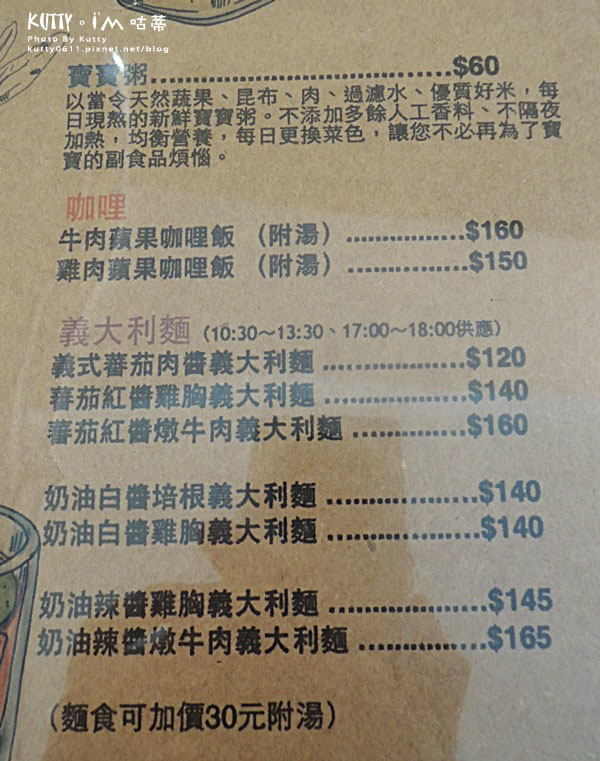 KUTTY。i'm 咕蒂
Photo By Kutty
kutty0611.pixnet.net/blog
寶寶粥..............................$60
以當令天然蔬果、昆布、肉、過濾水、優質好米，每
日現熬的新鮮寶寶粥。不添加多餘人工香料、不隔夜
加熱，均衡營養，每日更換菜色，讓您不必再為了寶
寶的副食品煩惱。
咖哩
牛肉蘋果咖哩飯（附湯）................$160
雞肉蘋果咖哩飯（附湯）................$150
義大利麵（10:30～13:30、17:00～18:00供應）
義式蕃茄肉醬義大利麵 ...................$120
蕃茄紅醬雞胸義大利麵 ...................$140
蕃茄紅醬燉牛肉義大利麵 ...............$160
奶油白醬培根義大利麵 ....................$140
奶油白醬雞胸義大利麵 ....................$140
奶油辣醬雞胸義大利麵 ....................$145
奶油辣醬燉牛肉義大利麵 .................$165
（麵食可加價30元附湯）